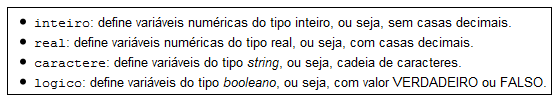 • inteiro: define variáveis numéricas do tipo inteiro, ou seja, sem casas decimais.
• real: define variáveis numéricas do tipo real, ou seja, com casas decimais.
• caractere: define variáveis do tipo string, ou seja, cadeia de caracteres.
• logico: define variáveis do tipo booleano, ou seja, com valor VERDADEIRO ou FALSO.